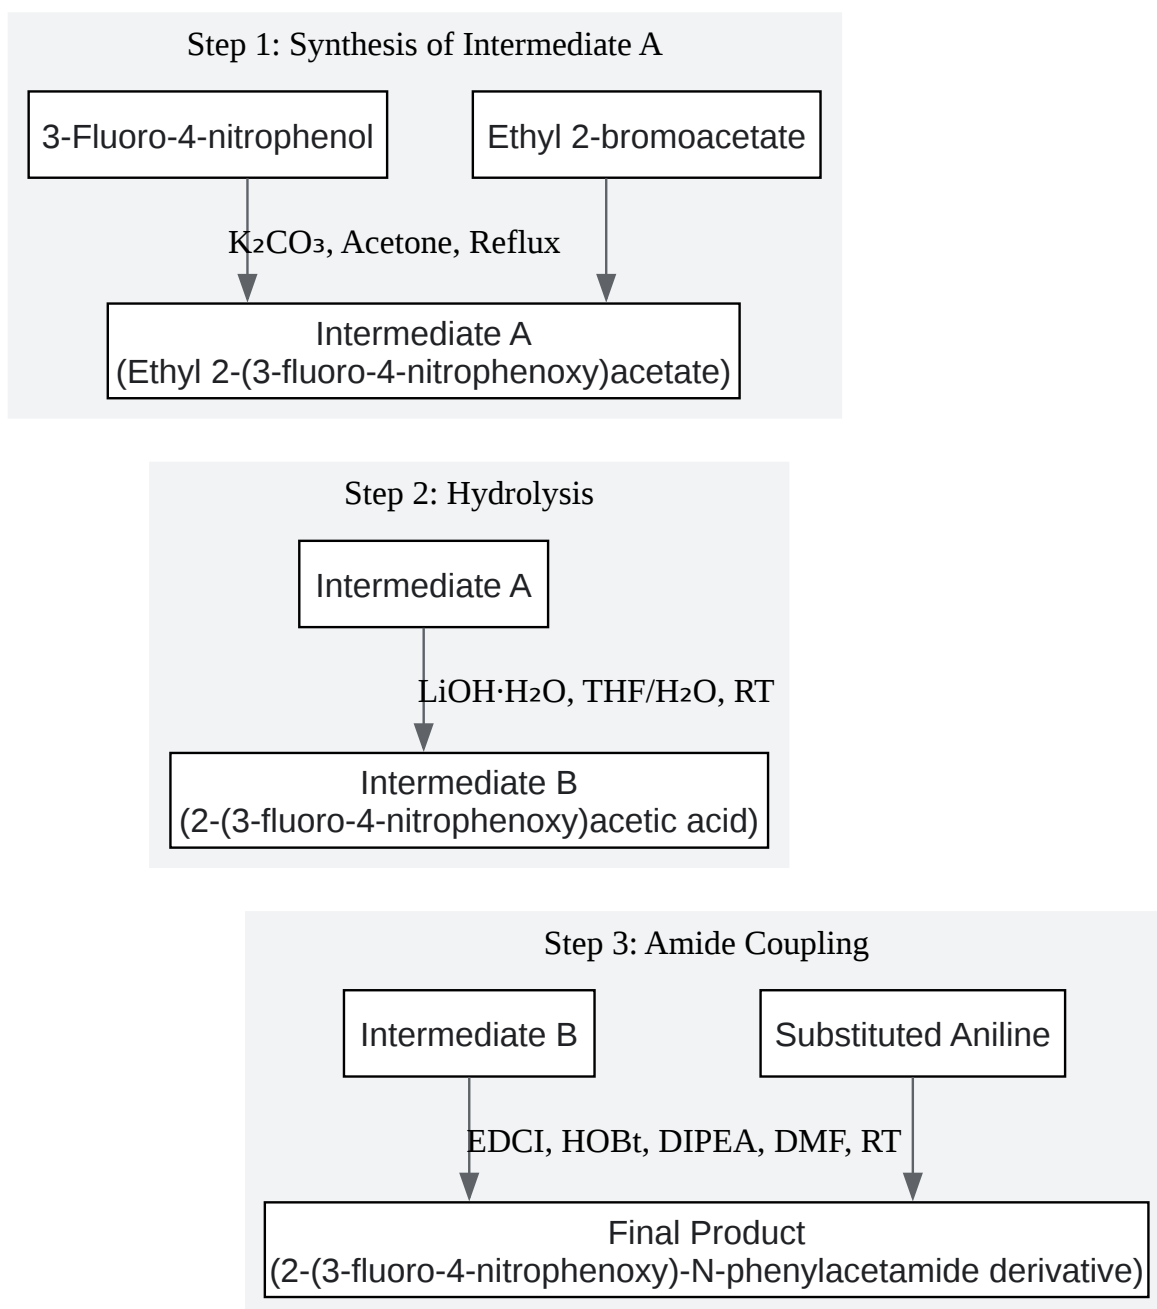 Step 1: Synthesis of Intermediate A
3-Fluoro-4-nitrophenol
Ethyl 2-bromoacetate
K₂CO₃, Acetone, Reflux
Intermediate A
(Ethyl 2-(3-fluoro-4-nitrophenoxy)acetate)
Step 2: Hydrolysis
Intermediate A
LiOH·H₂O, THF/H₂O, RT
Intermediate B
(2-(3-fluoro-4-nitrophenoxy)acetic acid)
Step 3: Amide Coupling
Intermediate B
Substituted Aniline
EDCI, HOBt, DIPEA, DMF, RT
Final Product
(2-(3-fluoro-4-nitrophenoxy)-N-phenylacetamide derivative)